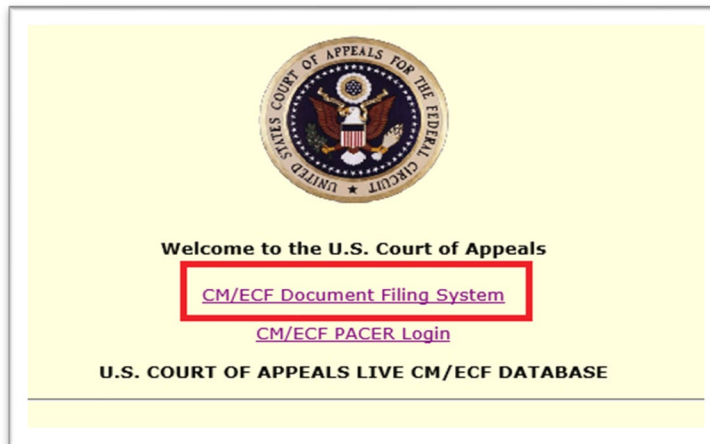 UNITED STATES COURT OF APPEALS FOR THE FEDERAL CIRCUIT
Welcome to the U.S. Court of Appeals
CM/ECF Document Filing System
CM/ECF PACER Login
U.S. COURT OF APPEALS LIVE CM/ECF DATABASE